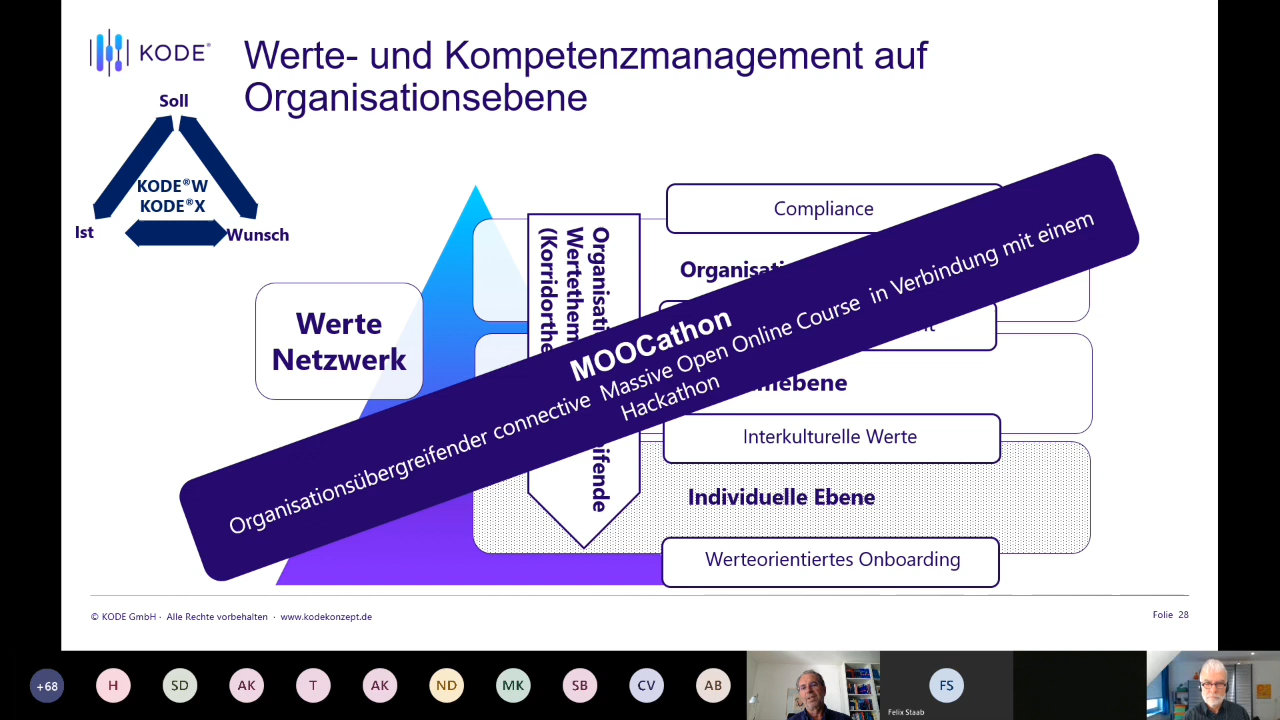 KODE®
Werte- und Kompetenzmanagement auf
Organisationsebene
Soll
KODE®W
KODE®X
Ist
Wunsch
Werte
Netzwerk
Compliance
Interkulturelle Werte
Individuelle Ebene
Werteorientiertes Onboarding
MOOCathon
Organisationsübergreifender connective Massive Open Online Course in Verbindung mit einem
Hackathon
© KODE GmbH · Alle Rechte vorbehalten · www.kodekonzept.de
Folie 28
+68
H
SD
AK
T
AK
ND
MK
SB
CV
AB
FS
Felix Staab